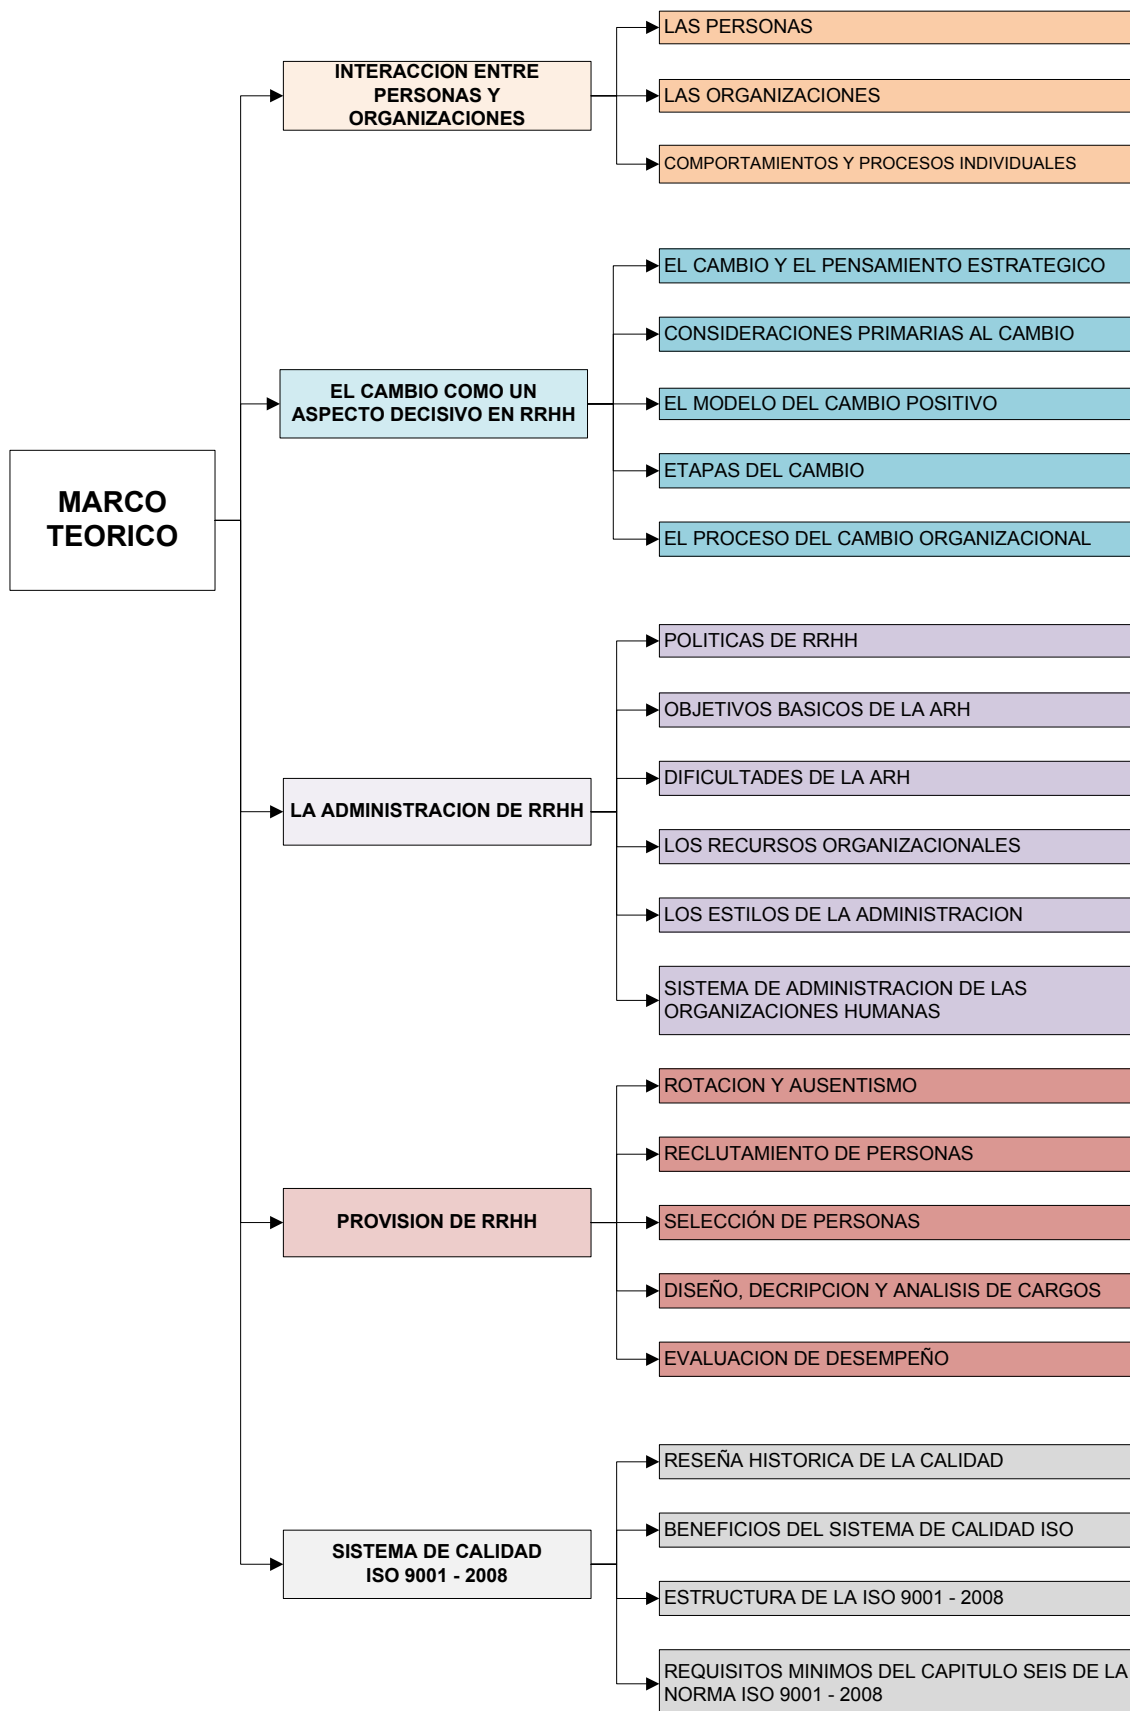 MARCO
TEORICO
INTERACCION ENTRE
PERSONAS Y
ORGANIZACIONES
LAS PERSONAS
LAS ORGANIZACIONES
COMPORTAMIENTOS Y PROCESOS INDIVIDUALES
EL CAMBIO COMO UN
ASPECTO DECISIVO EN RRHH
EL CAMBIO Y EL PENSAMIENTO ESTRATEGICO
CONSIDERACIONES PRIMARIAS AL CAMBIO
EL MODELO DEL CAMBIO POSITIVO
ETAPAS DEL CAMBIO
EL PROCESO DEL CAMBIO ORGANIZACIONAL
LA ADMINISTRACION DE RRHH
POLITICAS DE RRHH
OBJETIVOS BASICOS DE LA ARH
DIFICULTADES DE LA ARH
LOS RECURSOS ORGANIZACIONALES
LOS ESTILOS DE LA ADMINISTRACION
SISTEMA DE ADMINISTRACION DE LAS
ORGANIZACIONES HUMANAS
PROVISION DE RRHH
ROTACION Y AUSENTISMO
RECLUTAMIENTO DE PERSONAS
SELECCIÓN DE PERSONAS
DISEÑO, DECRIPCION Y ANALISIS DE CARGOS
EVALUACION DE DESEMPEÑO
SISTEMA DE CALIDAD
ISO 9001 - 2008
RESEÑA HISTORICA DE LA CALIDAD
BENEFICIOS DEL SISTEMA DE CALIDAD ISO
ESTRUCTURA DE LA ISO 9001 - 2008
REQUISITOS MINIMOS DEL CAPITULO SEIS DE LA
NORMA ISO 9001 - 2008